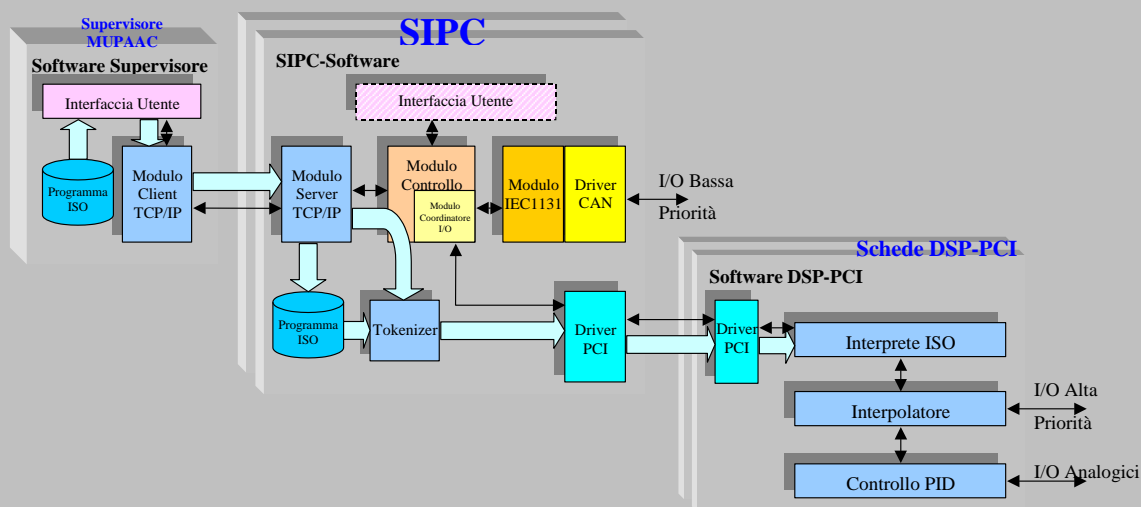 Supervisore
MUPAAC
Software Supervisore
Interfaccia Utente
Programma
ISO
Modulo
Client
TCP/IP
SIPC
SIPC-Software
Interfaccia Utente
Modulo
Server
TCP/IP
Modulo
Controllo
Modulo
Coordinatore
I/O
Modulo
IEC1131
Driver
CAN
I/O Bassa
Priorità
Programma
ISO
Tokenizer
Driver
PCI
Schede DSP-PCI
Software DSP-PCI
Driver
PCI
Interprete ISO
Interpolatore
I/O Alta
Priorità
Controllo PID
I/O Analogici